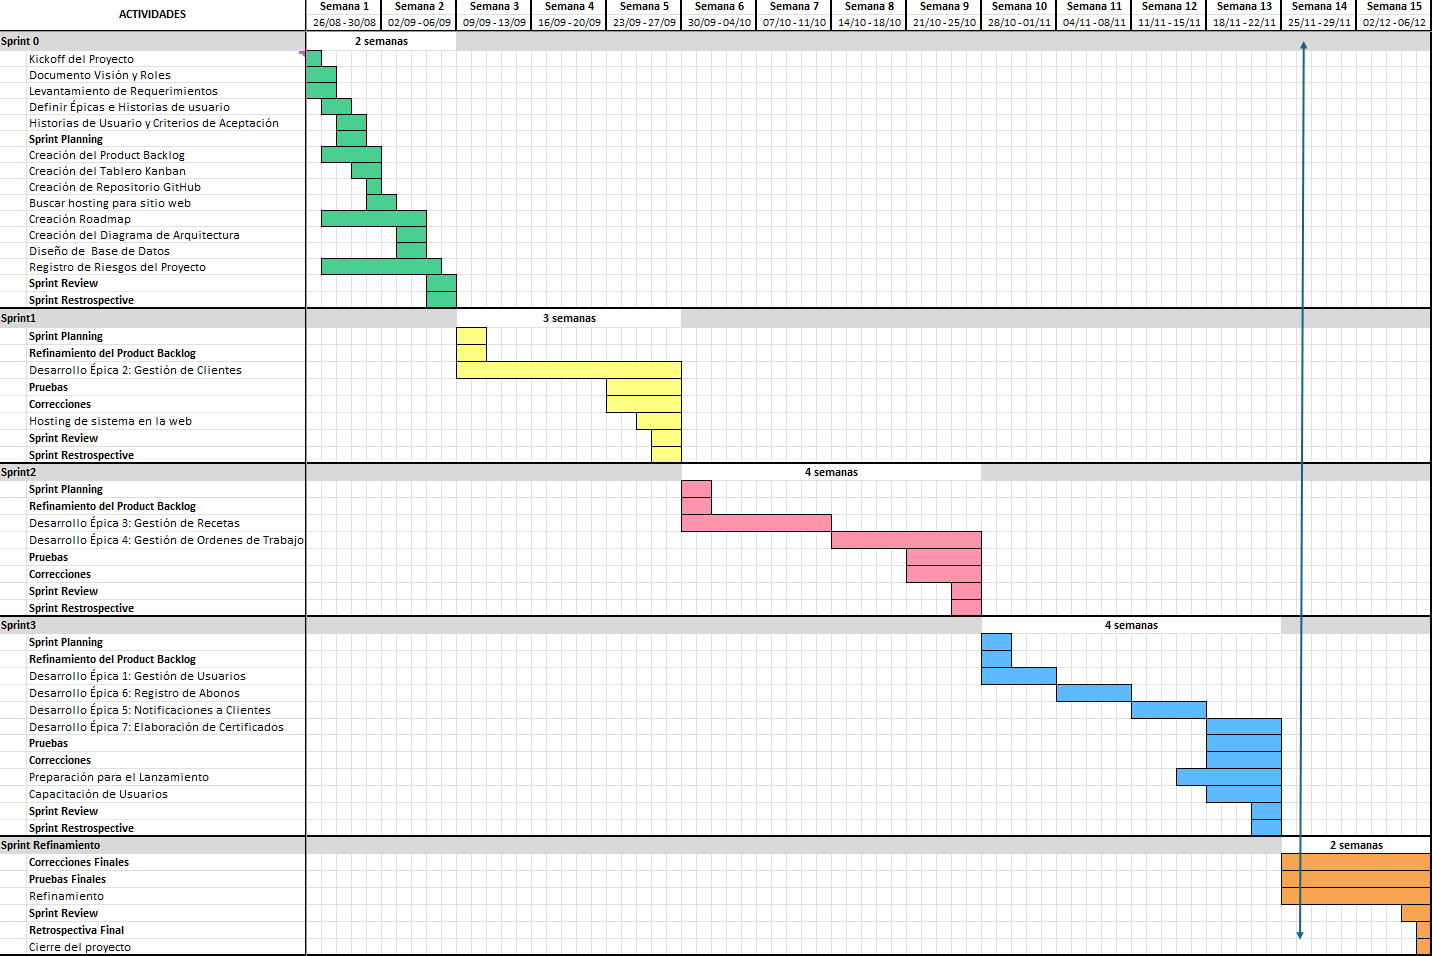 ACTIVIDADES
Semana 1 Semana 2 Semana 3 Semana 4 Semana 5 Semana 6 Semana 7 Semana 8 Semana 9 Semana 10 Semana 11 Semana 12 Semana 13 Semana 14 Semana 15
26/08 - 30/08 02/09 - 06/09 09/09 - 13/09 16/09 - 20/09 23/09 - 27/09 30/09 - 04/10 07/10 - 11/10 14/10 - 18/10 21/10 - 25/10 28/10 - 01/11 04/11 - 08/11 11/11 - 15/11 18/11 - 22/11 25/11 - 29/11 02/12 - 06/12
Sprint 0 2 semanas
Kickoff del Proyecto
Documento Visión y Roles
Levantamiento de Requerimientos
Definir Épicas e Historias de usuario
Historias de Usuario y Criterios de Aceptación
Sprint Planning
Creación del Product Backlog
Creación del Tablero Kanban
Creación de Repositorio GitHub
Buscar hosting para sitio web
Creación Roadmap
Creación del Diagrama de Arquitectura
Diseño de Base de Datos
Registro de Riesgos del Proyecto
Sprint Review
Sprint Restrospective
Sprint1 3 semanas
Sprint Planning
Refinamiento del Product Backlog
Desarrollo Épica 2: Gestión de Clientes
Pruebas
Correcciones
Hosting de sistema en la web
Sprint Review
Sprint Restrospective
Sprint2 4 semanas
Sprint Planning
Refinamiento del Product Backlog
Desarrollo Épica 3: Gestión de Recetas
Desarrollo Épica 4: Gestión de Ordenes de Trabajo
Pruebas
Correcciones
Sprint Review
Sprint Restrospective
Sprint3 4 semanas
Sprint Planning
Refinamiento del Product Backlog
Desarrollo Épica 1: Gestión de Usuarios
Desarrollo Épica 6: Registro de Abonos
Desarrollo Épica 5: Notificaciones a Clientes
Desarrollo Épica 7: Elaboración de Certificados
Pruebas
Correcciones
Preparación para el Lanzamiento
Capacitación de Usuarios
Sprint Review
Sprint Restrospective
Sprint Refinamiento 2 semanas
Correcciones Finales
Pruebas Finales
Refinamiento
Sprint Review
Retrospectiva Final
Cierre del proyecto